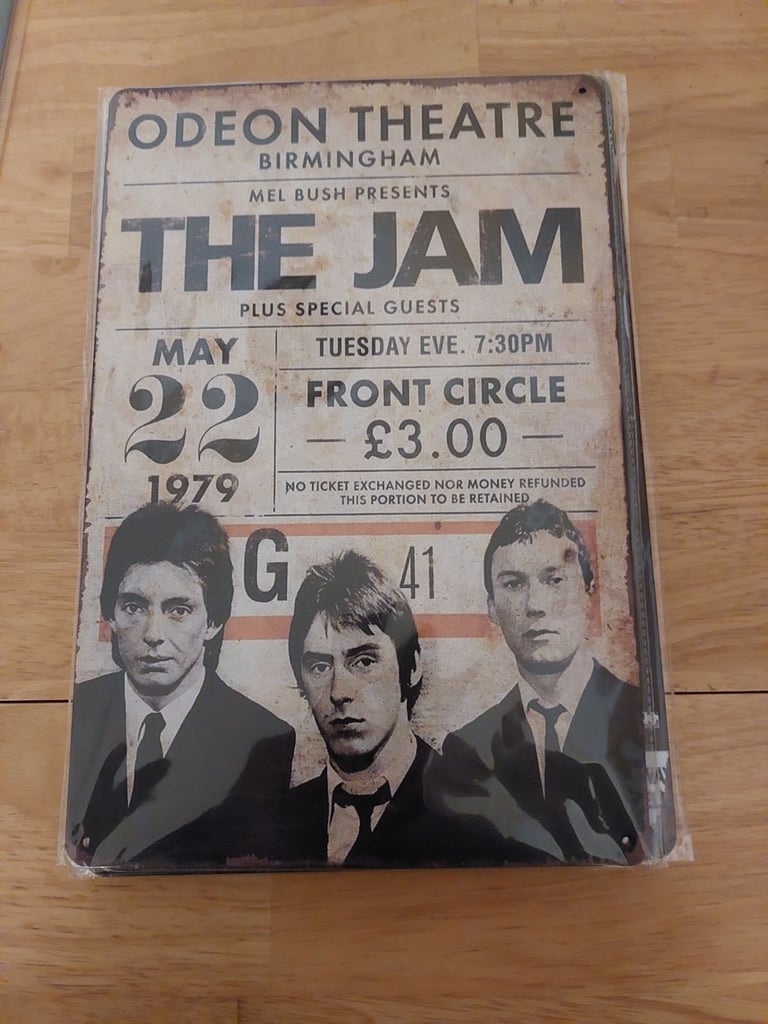 ODEON THEATRE
BIRMINGHAM
MEL BUSH PRESENTS
THE JAM
PLUS SPECIAL GUESTS
MAY
22
1979
TUESDAY EVE. 7:30PM
FRONT CIRCLE
— £3.00 —
NO TICKET EXCHANGED NOR MONEY REFUNDED
THIS PORTION TO BE RETAINED
G 41